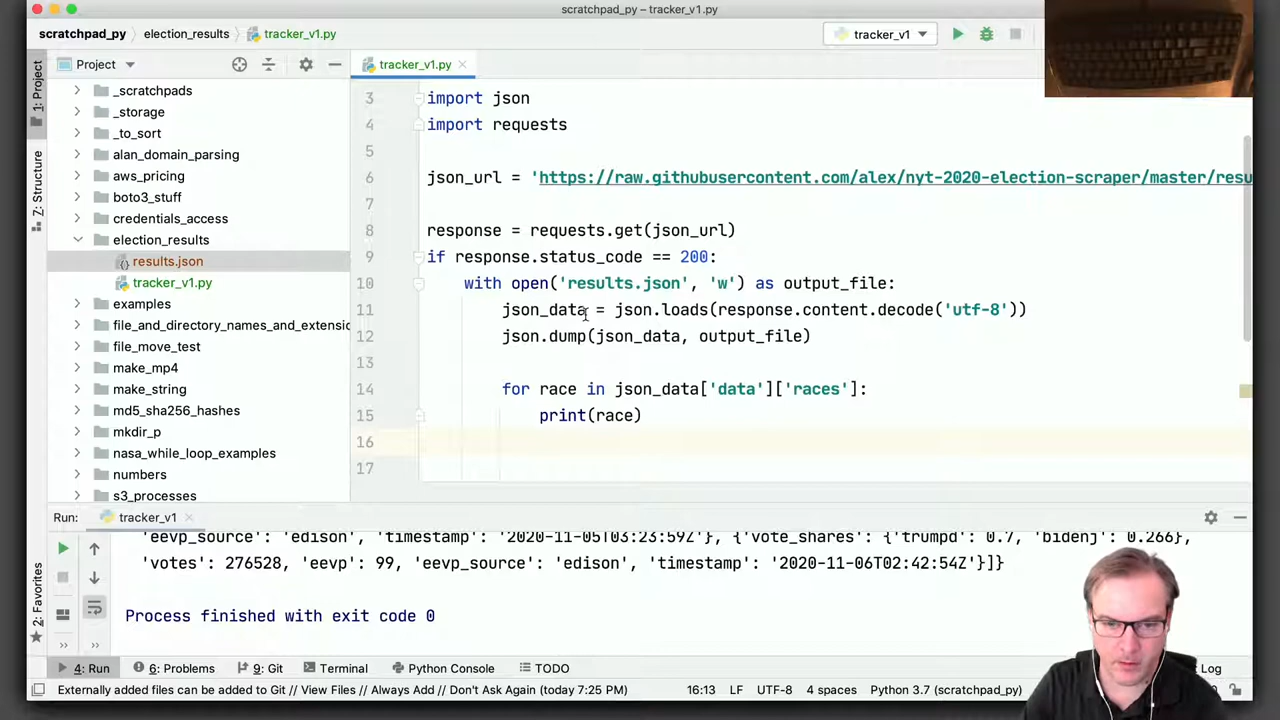 scratchpad_py – tracker_v1.py
scratchpad_py
election_results
tracker_v1.py
tracker_v1
1: Project
Project
tracker_v1.py
_scratchpads
_storage
_to_sort
alan_domain_parsing
aws_pricing
boto3_stuff
credentials_access
election_results
results.json
tracker_v1.py
examples
file_and_directory_names_and_extensio
file_move_test
make_mp4
make_string
md5_sha256_hashes
mkdir_p
nasa_while_loop_examples
numbers
s3_processes
Z: Structure
2: Favorites
3 import json
4 import requests
5
6 json_url = 'https://raw.githubusercontent.com/alex/nyt-2020-election-scraper/master/resu
7
8 response = requests.get(json_url)
9 if response.status_code == 200:
10 with open('results.json', 'w') as output_file:
11 json_data = json.loads(response.content.decode('utf-8'))
12 json.dump(json_data, output_file)
13
14 for race in json_data['data']['races']:
15 print(race)
16
17
Run: tracker_v1
'eevp_source': 'edison', 'timestamp': '2020-11-05T03:23:59Z'}, {'vote_shares': {'trumpd': 0.7, 'bidenj': 0.266},
'votes': 276528, 'eevp': 99, 'eevp_source': 'edison', 'timestamp': '2020-11-06T02:42:54Z'}]}
Process finished with exit code 0
4: Run 6: Problems 9: Git Terminal Python Console TODO Log
Externally added files can be added to Git // View Files // Always Add // Don't Ask Again (today 7:25 PM) 16:13 LF UTF-8 4 spaces Python 3.7 (scratchpad_py)